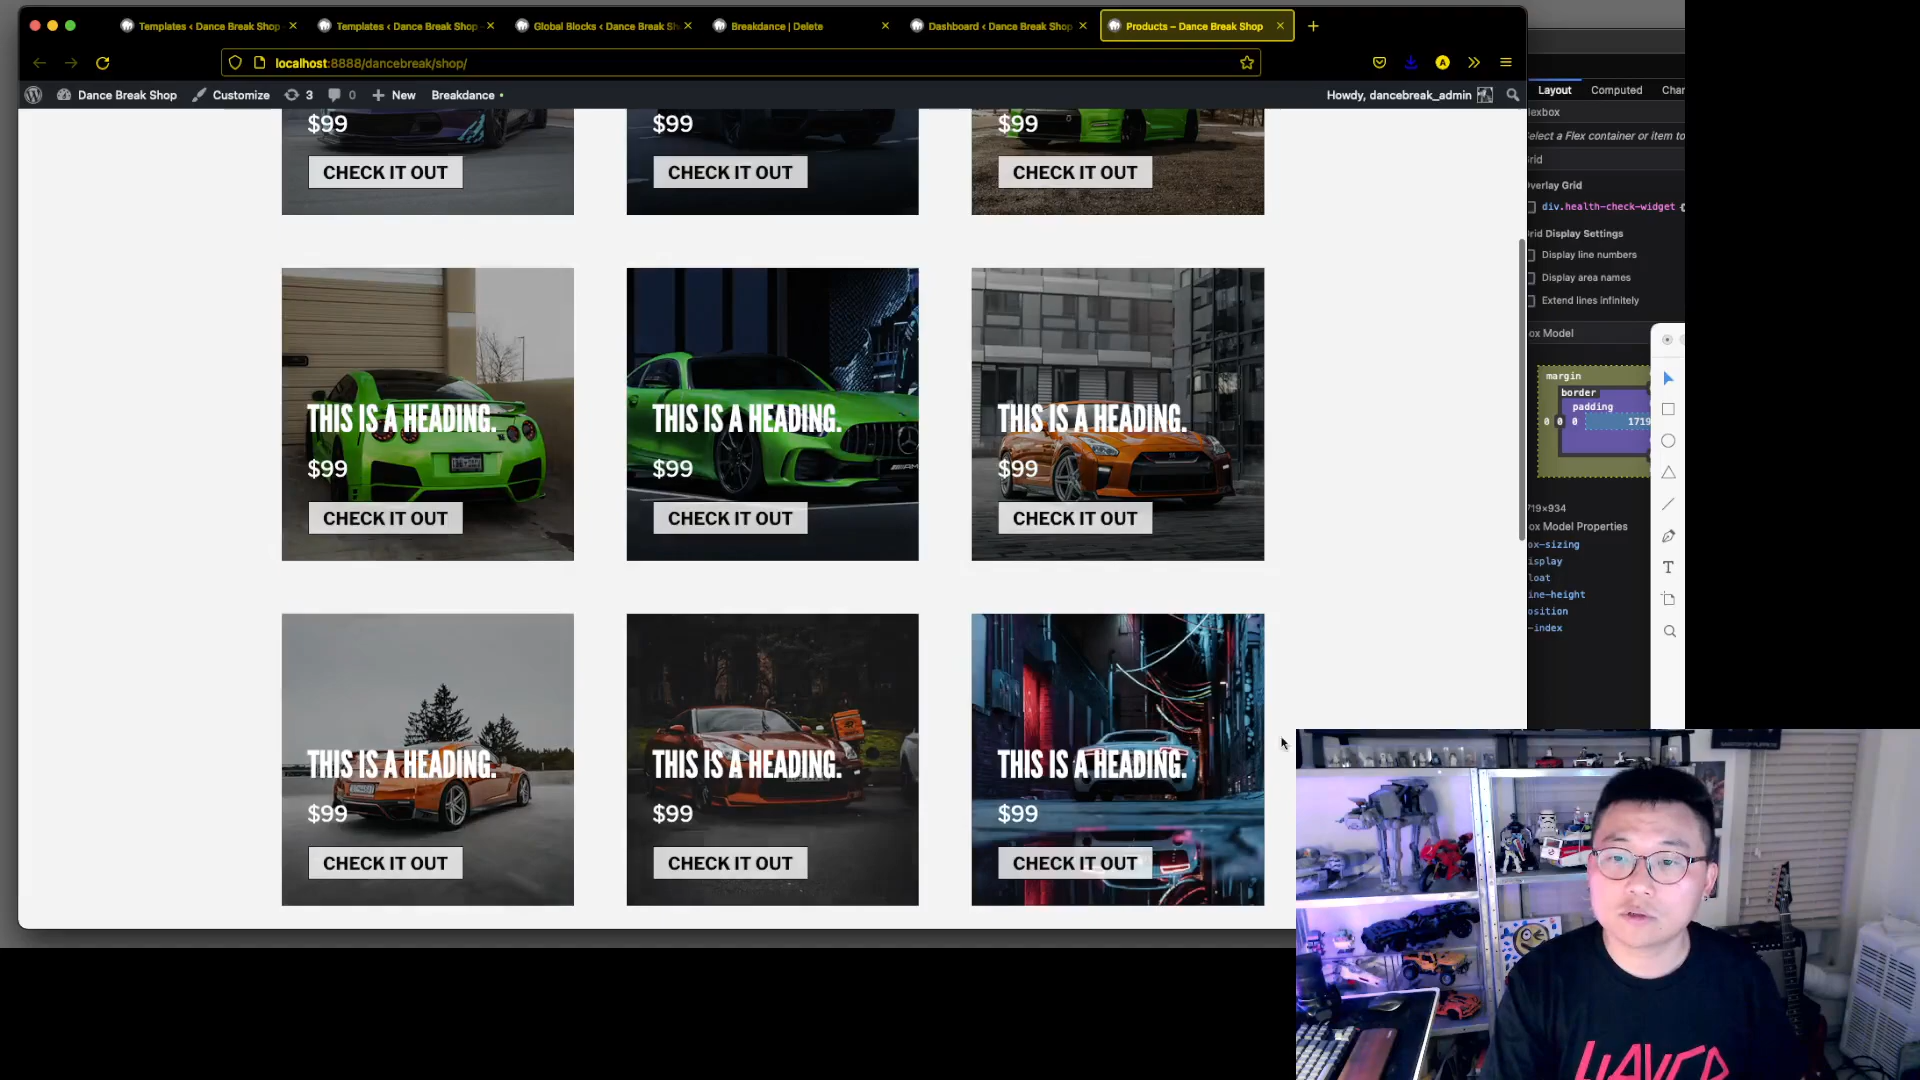 Templates ‹ Dance Break Shop
Templates ‹ Dance Break Shop
Global Blocks ‹ Dance Break Sh
Breakdance | Delete
Dashboard ‹ Dance Break Shop
Products – Dance Break Shop
localhost:8888/dancebreak/shop/
Dance Break Shop
Customize
3
0
New
Breakdance
Howdy, dancebreak_admin
Layout
Computed
Char
lexbox
elect a Flex container or item to
rid
verlay Grid
div.health-check-widget
rid Display Settings
Display line numbers
Display area names
Extend lines infinitely
ox Model
margin
border
padding
0 0 0 1719
719×934
ox Model Properties
ox-sizing
isplay
loat
ine-height
osition
-index
$99
$99
$99
CHECK IT OUT
CHECK IT OUT
CHECK IT OUT
THIS IS A HEADING.
THIS IS A HEADING.
THIS IS A HEADING.
$99
$99
$99
CHECK IT OUT
CHECK IT OUT
CHECK IT OUT
THIS IS A HEADING.
THIS IS A HEADING.
THIS IS A HEADING.
$99
$99
$99
CHECK IT OUT
CHECK IT OUT
CHECK IT OUT